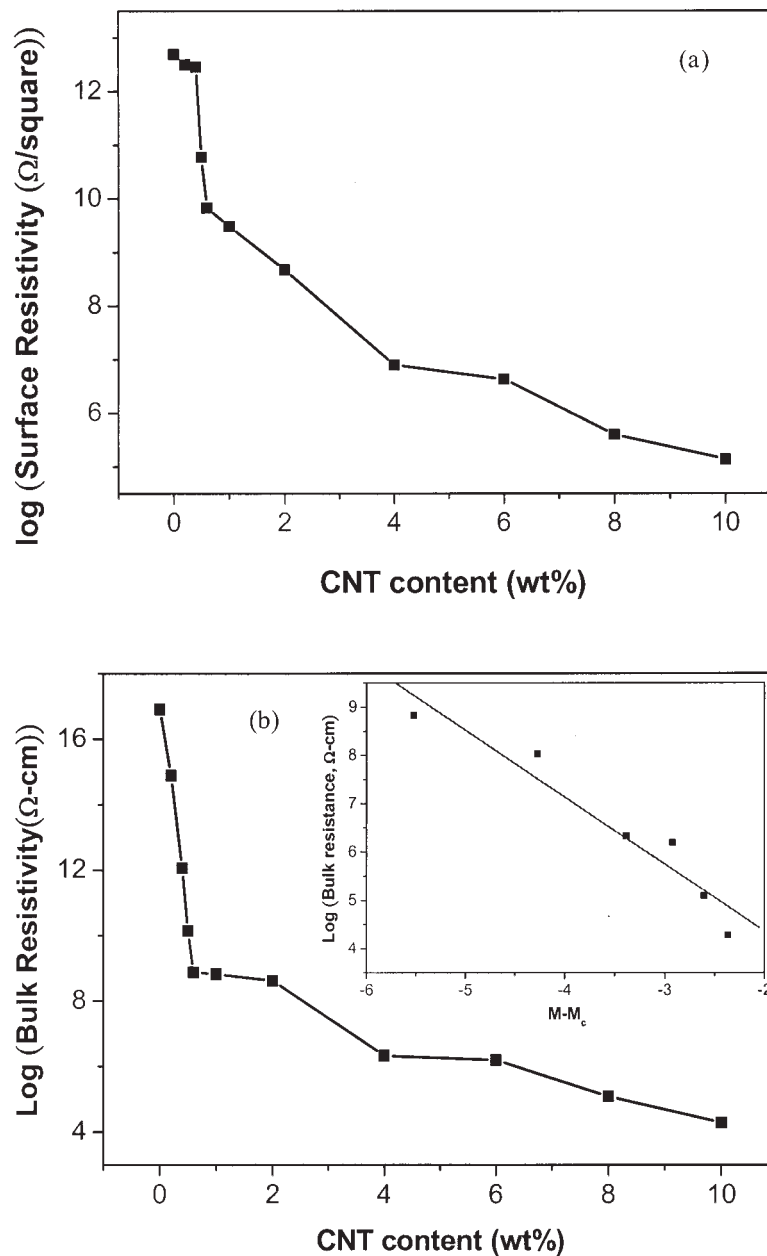 (a)
log (Surface Resistivity (Ω/square))
12
10
8
6
0 2 4 6 8 10
CNT content (wt%)
(b)
Log (Bulk Resistivity(Ω-cm))
16
12
8
4
0 2 4 6 8 10
CNT content (wt%)
Log (Bulk resistance, Ω-cm)
9
8
7
6
5
4
-6 -5 -4 -3 -2
M-Mc